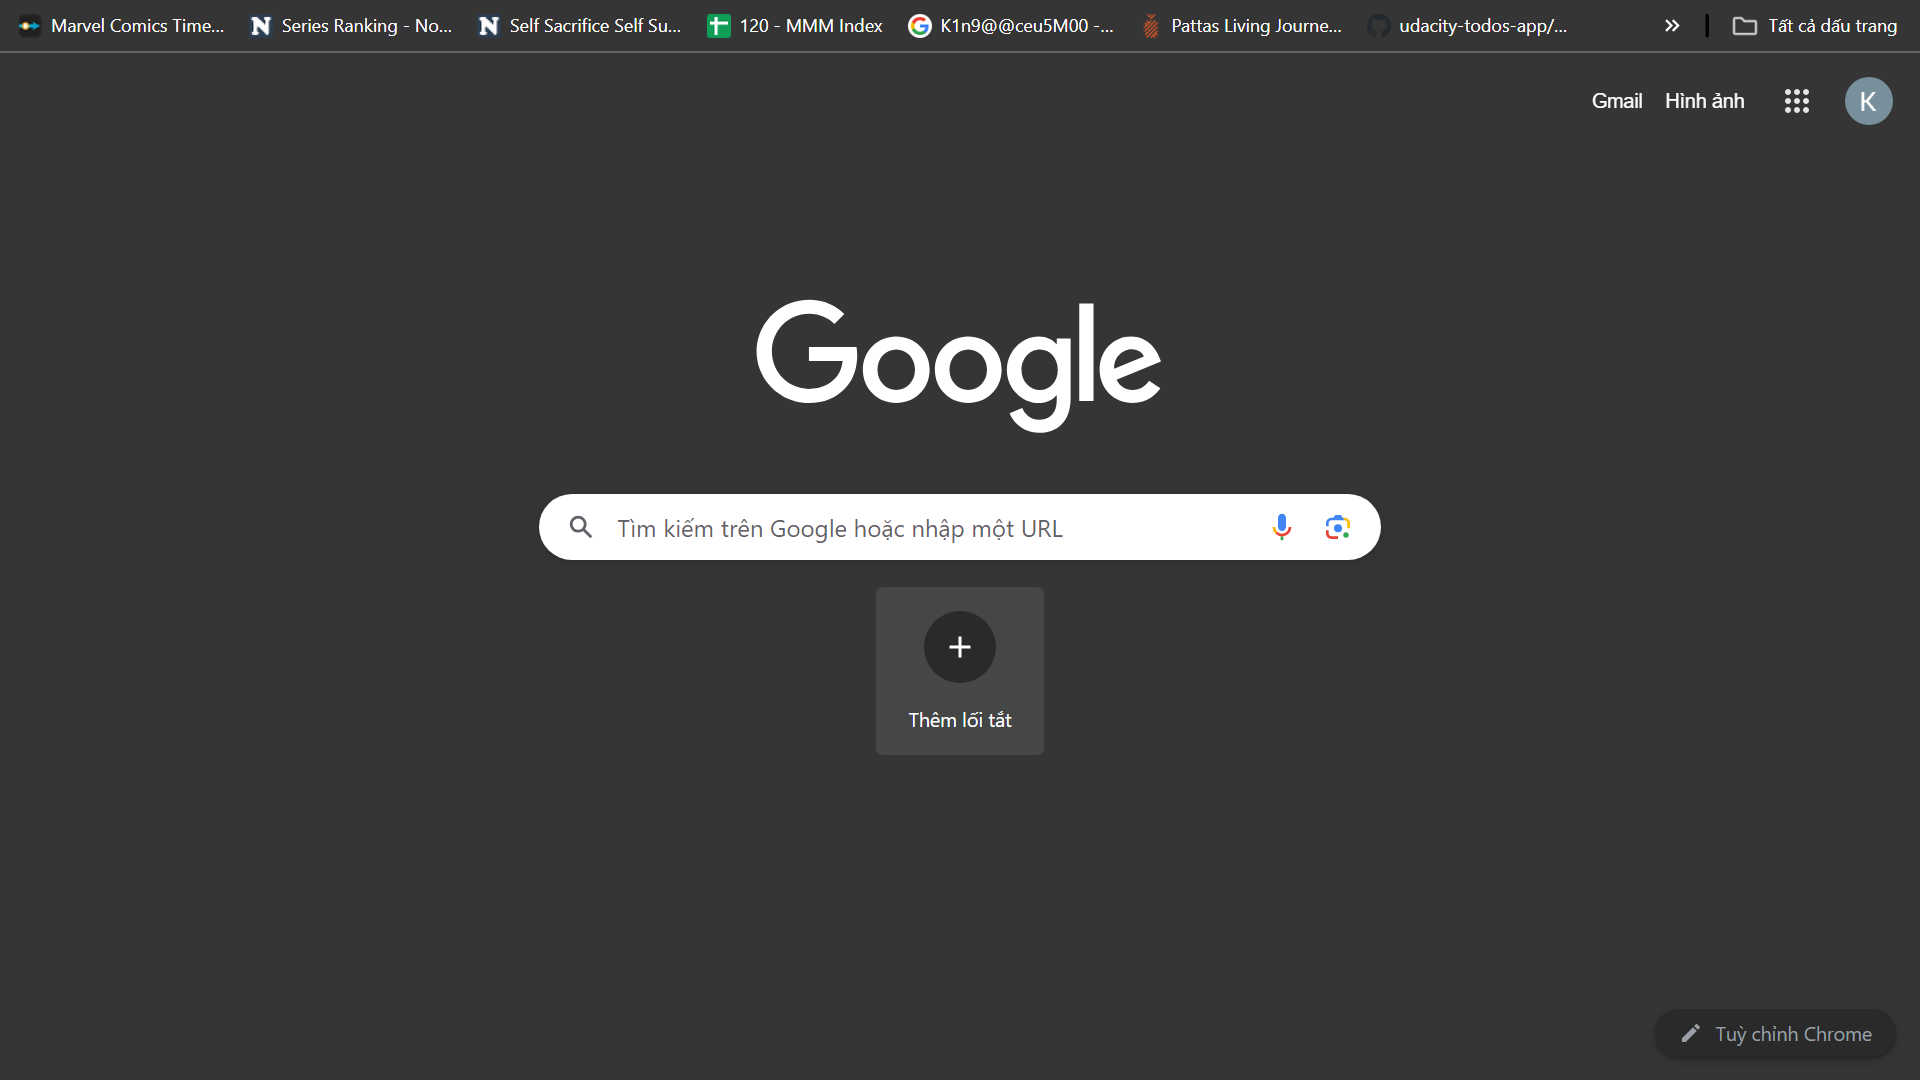 Marvel Comics Time...
Series Ranking - No...
Self Sacrifice Self Su...
120 - MMM Index
K1n9@@ceu5M00 -...
Pattas Living Journe...
udacity-todos-app/...
Tất cả dấu trang
Gmail
Hình ảnh
K
Google
Tìm kiếm trên Google hoặc nhập một URL
Thêm lối tắt
Tuỳ chỉnh Chrome